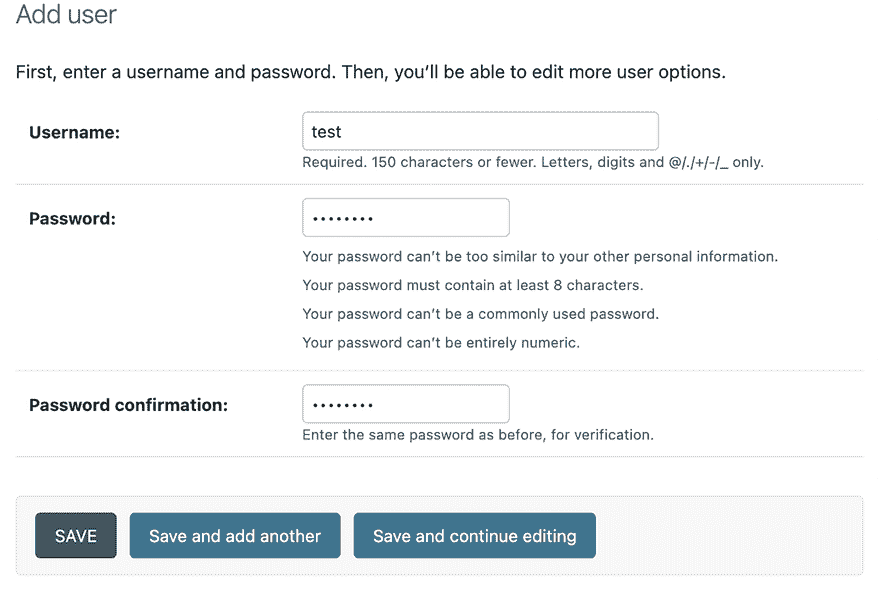 Add user
First, enter a username and password. Then, you’ll be able to edit more user options.
Username:
test
Required. 150 characters or fewer. Letters, digits and @/./+/-/_ only.
Password:
••••••••
Your password can’t be too similar to your other personal information.
Your password must contain at least 8 characters.
Your password can’t be a commonly used password.
Your password can’t be entirely numeric.
Password confirmation:
••••••••
Enter the same password as before, for verification.
SAVE
Save and add another
Save and continue editing